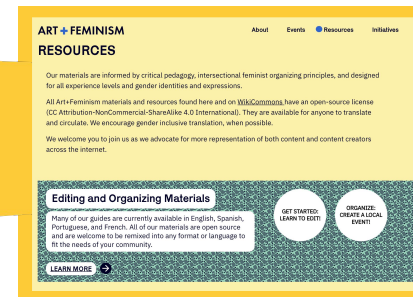 ART+FEMINISM
About Events Resources Initiatives
RESOURCES
Our materials are informed by critical pedagogy, intersectional feminist organizing principles, and designed
for all experience levels and gender identities and expressions.
All Art+Feminism materials and resources found here and on WikiCommons have an open-source license
(CC Attribution-NonCommercial-ShareAlike 4.0 International). They are available for anyone to translate
and circulate. We encourage gender inclusive translation, when possible.
We welcome you to join us as we advocate for more representation of both content and content creators
across the internet.
Editing and Organizing Materials
Many of our guides are currently available in English, Spanish,
Portuguese, and French. All of our materials are open source
and are welcome to be remixed into any format or language to
fit the needs of your community.
LEARN MORE
GET STARTED:
LEARN TO EDIT!
ORGANIZE:
CREATE A LOCAL
EVENT!